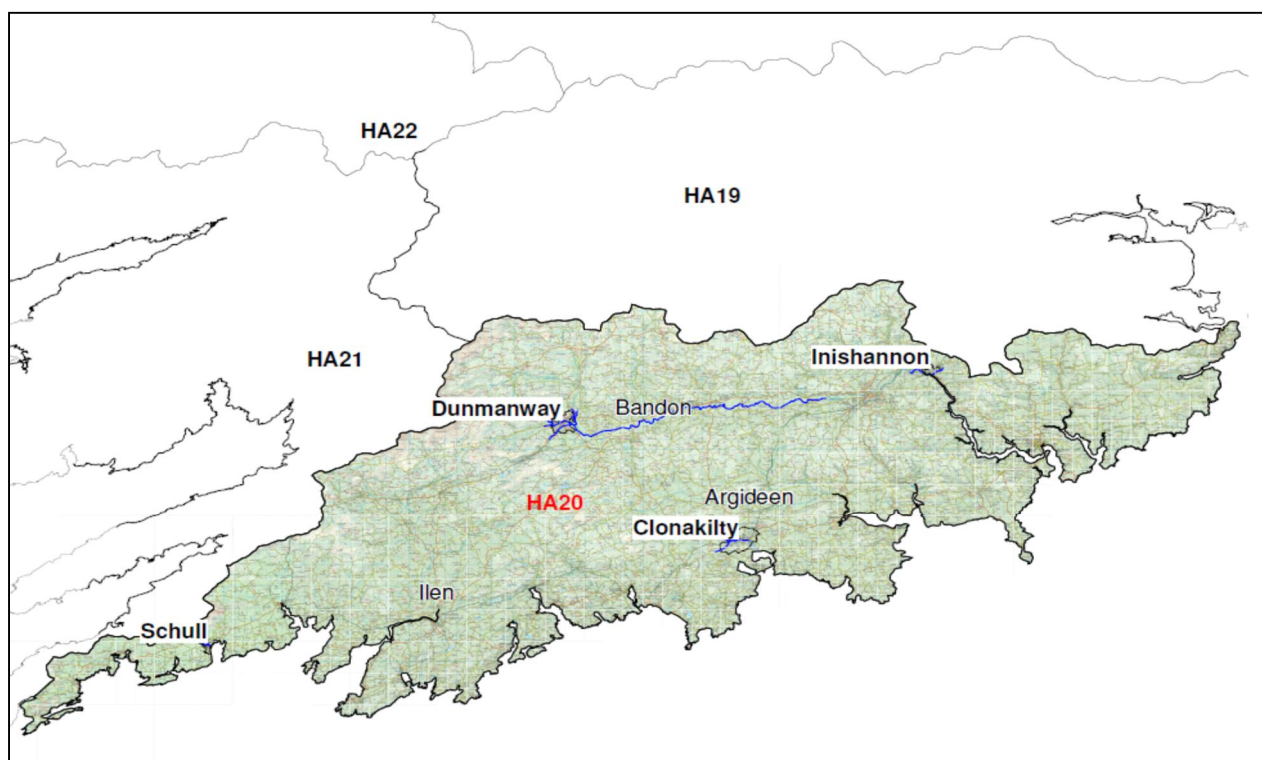 HA22
HA19
HA21
Inishannon
Dunmanway
Bandon
HA20
Argideen
Clonakilty
Ilen
Schull